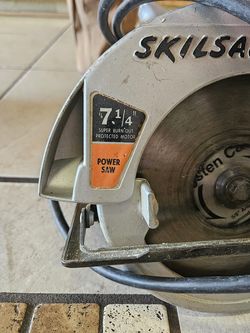 SKILSA
7 1/4"
SUPER BURNOUT
PROTECTED MOTOR
POWER
SAW